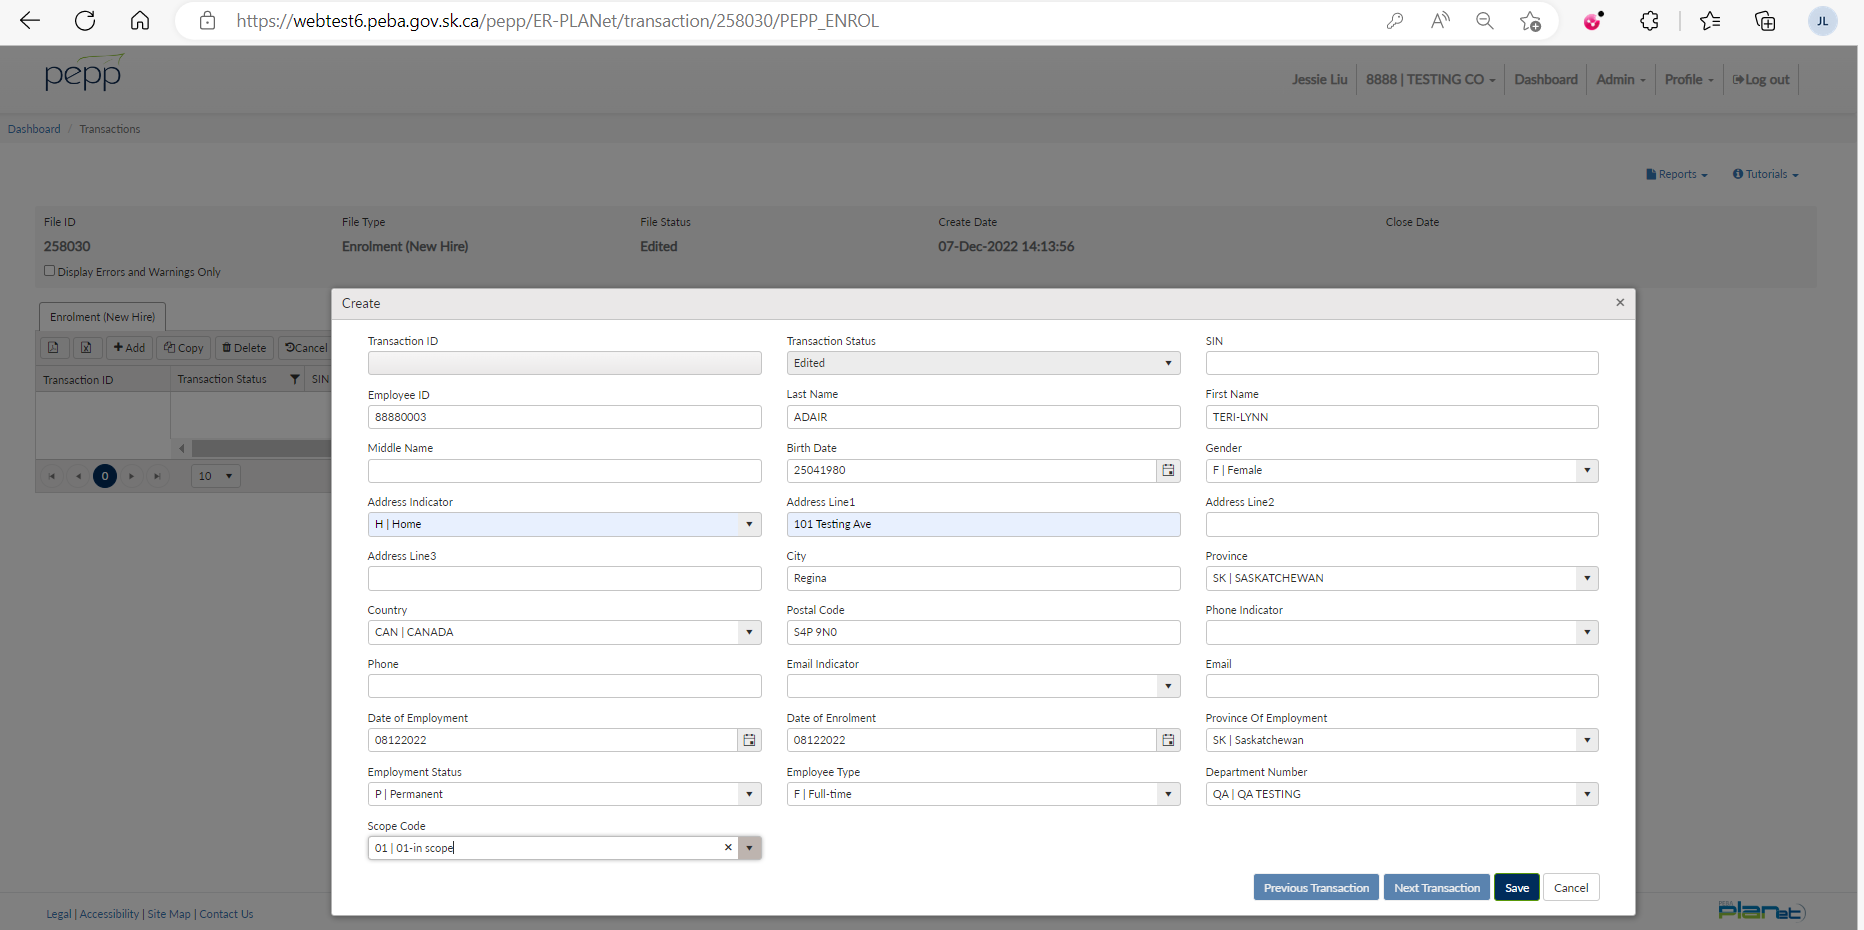 https://webtest6.peba.gov.sk.ca/pepp/ER-PLANet/transaction/258030/PEPP_ENROL
JL
pepp
Jessie Liu 8888 | TESTING CO Dashboard Admin Profile Log out
Dashboard / Transactions
Reports Tutorials
File ID File Type File Status Create Date Close Date
258030 Enrolment (New Hire) Edited 07-Dec-2022 14:13:56
Display Errors and Warnings Only
Enrolment (New Hire)
Add Copy Delete Cancel
Transaction ID Transaction Status SIN
0 10
Create
Transaction ID Transaction Status SIN
Edited
Employee ID Last Name First Name
88880003 ADAIR TERI-LYNN
Middle Name Birth Date Gender
25041980 F | Female
Address Indicator Address Line1 Address Line2
H | Home 101 Testing Ave
Address Line3 City Province
Regina SK | SASKATCHEWAN
Country Postal Code Phone Indicator
CAN | CANADA S4P 9N0
Phone Email Indicator Email
Date of Employment Date of Enrolment Province Of Employment
08122022 08122022 SK | Saskatchewan
Employment Status Employee Type Department Number
P | Permanent F | Full-time QA | QA TESTING
Scope Code
01 | 01-in scope
Previous Transaction Next Transaction Save Cancel
Legal | Accessibility | Site Map | Contact Us
planet